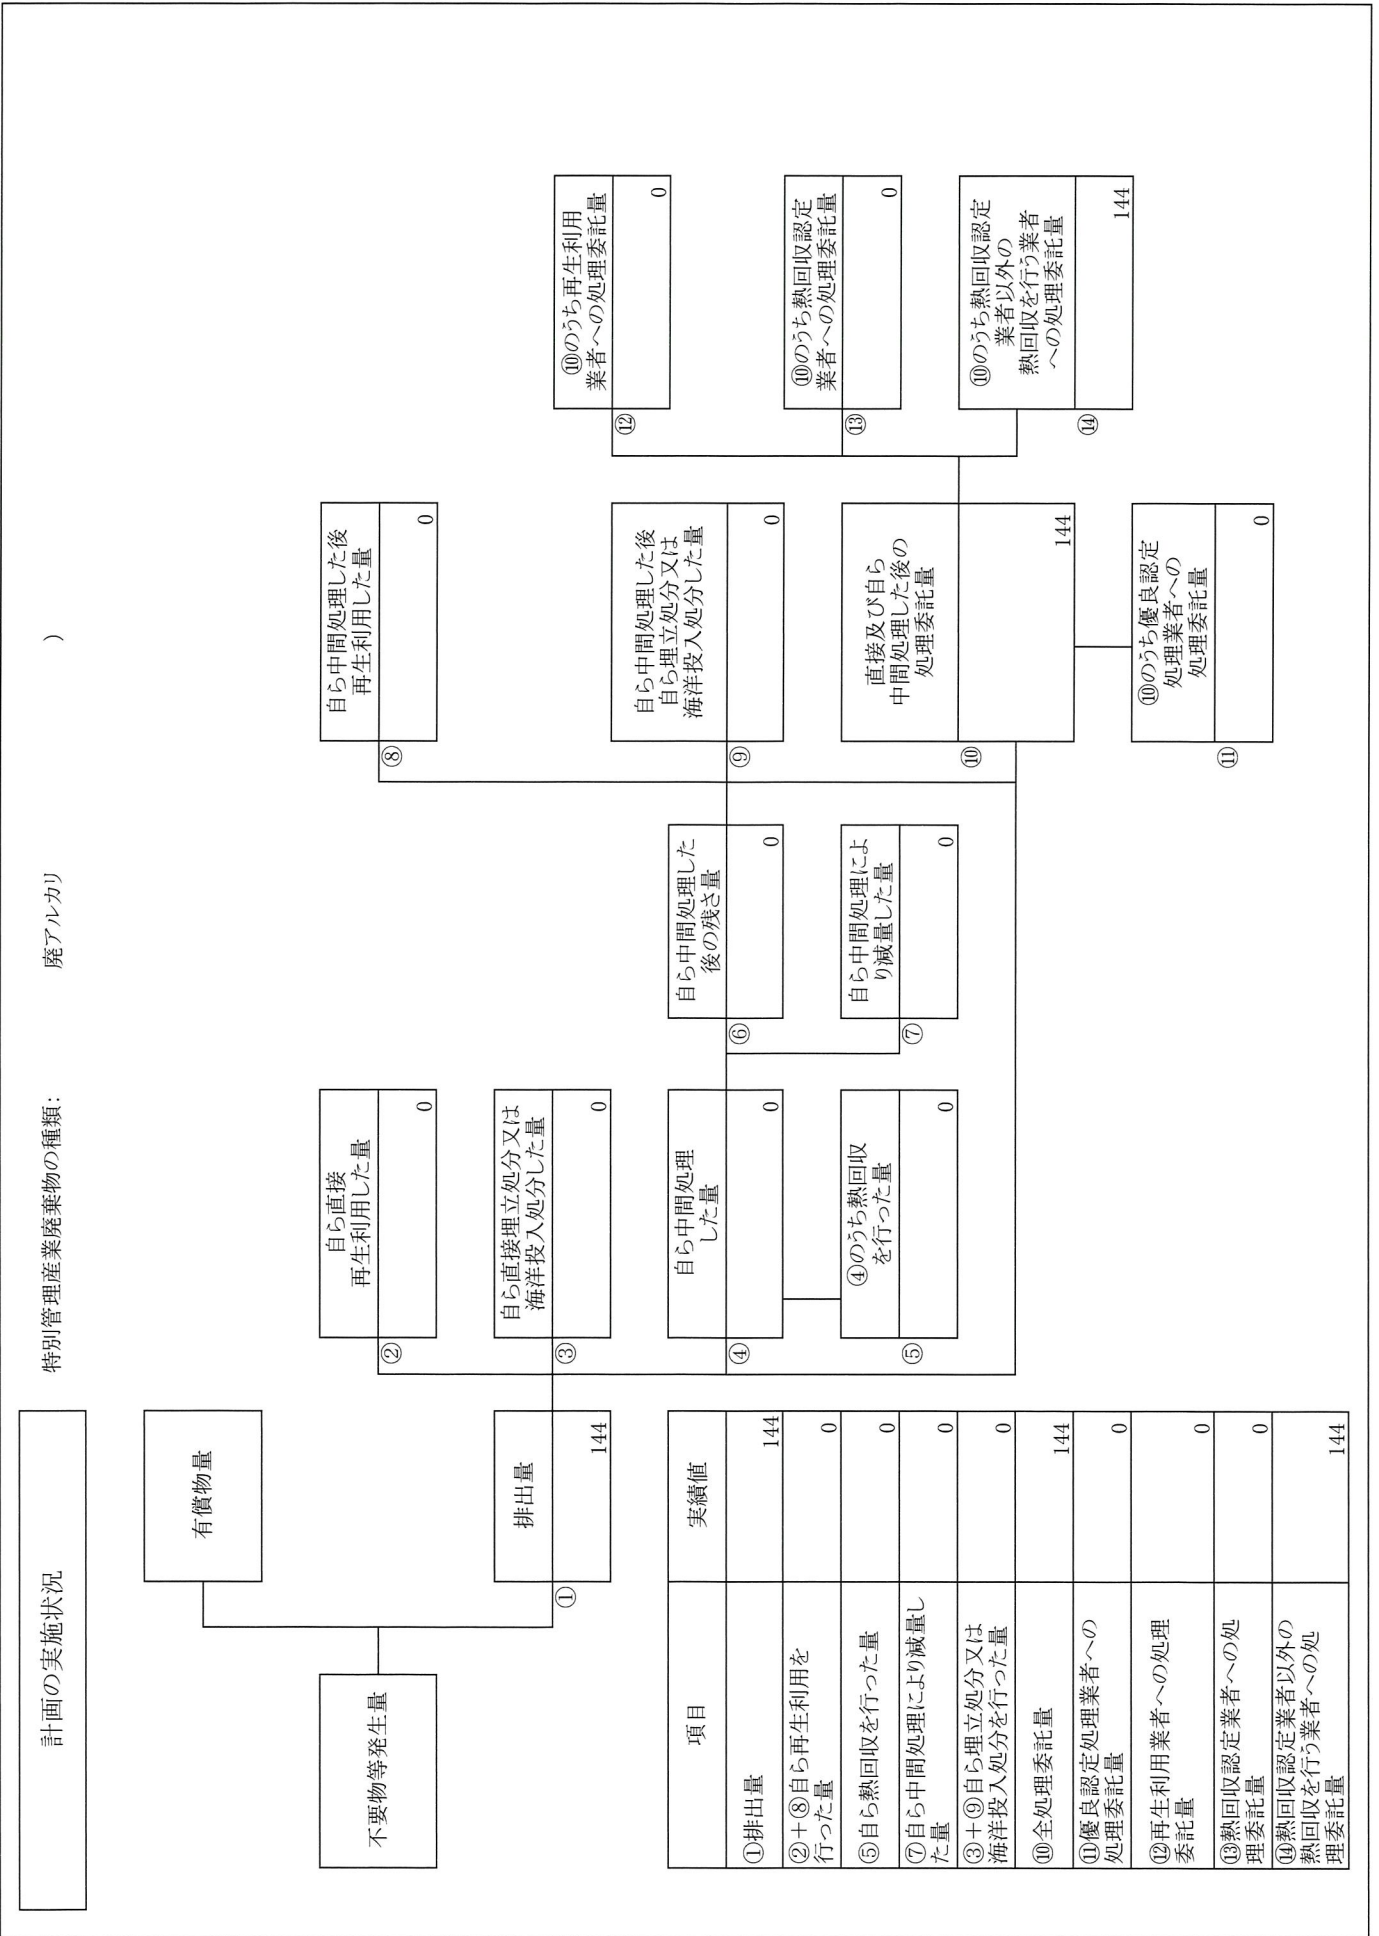 計画の実施状況
特別管理産業廃棄物の種類: 廃アルカリ )
有償物量
不要物等発生量
排出量
①
144
自ら直接
再生利用した量
②
0
自ら直接埋立処分又は
海洋投入処分した量
③
0
自ら中間処理
した量
④
0
④のうち熱回収
を行った量
⑤
0
自ら中間処理した
後の残さ量
⑥
0
自ら中間処理によ
り減量した量
⑦
0
自ら中間処理した後
再生利用した量
⑧
0
自ら中間処理した後
自ら埋立処分又は
海洋投入処分した量
⑨
0
直接及び自ら
中間処理した後の
処理委託量
⑩
144
⑩のうち優良認定
処理業者への
処理委託量
⑪
0
⑩のうち再生利用
業者への処理委託量
⑫
0
⑩のうち熱回収認定
業者への処理委託量
⑬
0
⑩のうち熱回収認定
業者以外の
熱回収を行う業者
への処理委託量
⑭
144
項目 実績値
①排出量 144
②+⑧自ら再生利用を
行った量 0
⑤自ら熱回収を行った量 0
⑦自ら中間処理により減量し
た量 0
③+⑨自ら埋立処分又は
海洋投入処分を行った量 0
⑩全処理委託量 144
⑪優良認定処理業者への
処理委託量 0
⑫再生利用業者への処理
委託量 0
⑬熱回収認定業者への処
理委託量 0
⑭熱回収認定業者以外の
熱回収を行う業者への処
理委託量 144